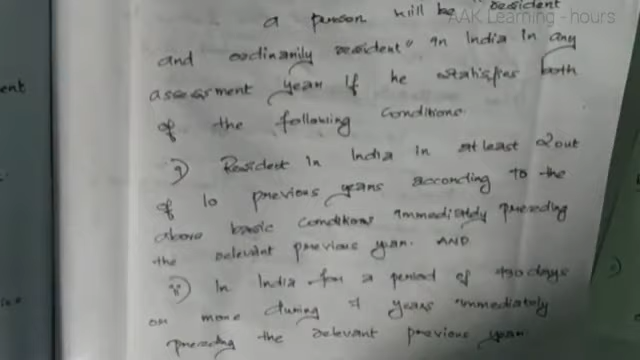 AAK Learning - hours
a person will be "resident
and ordinarily resident" in India in any
assessment year if he satisfies both
of the following conditions.
i) Resident in India in atleast 2 out
of 10 previous years according to the
above basic conditions immediately preceding
the relevant previous year. AND
ii) In India for a period of 730 days
or more during 7 years immediately
preceding the relevant previous year.
ent